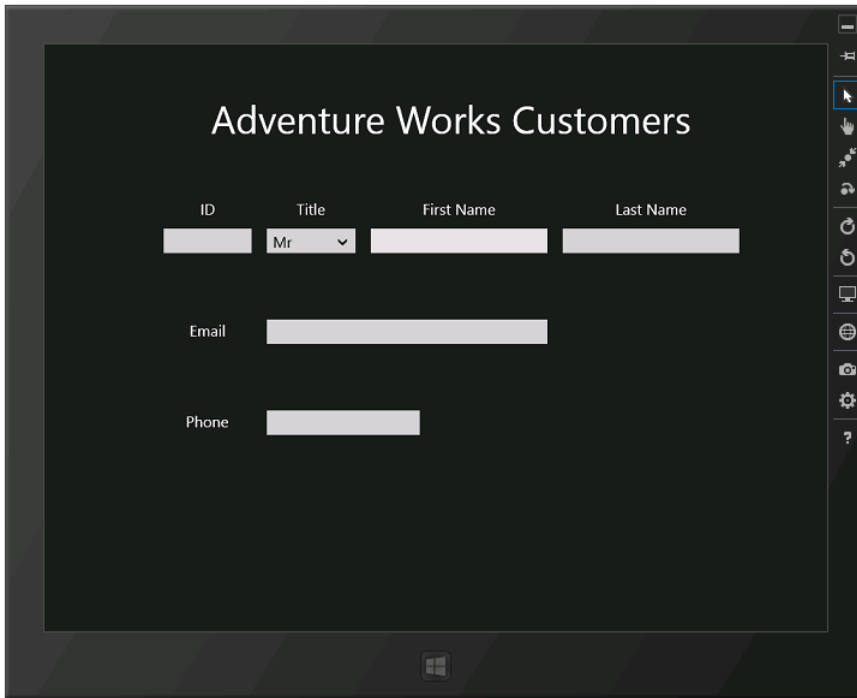 Adventure Works Customers
ID Title First Name Last Name
Mr
Email
Phone
?